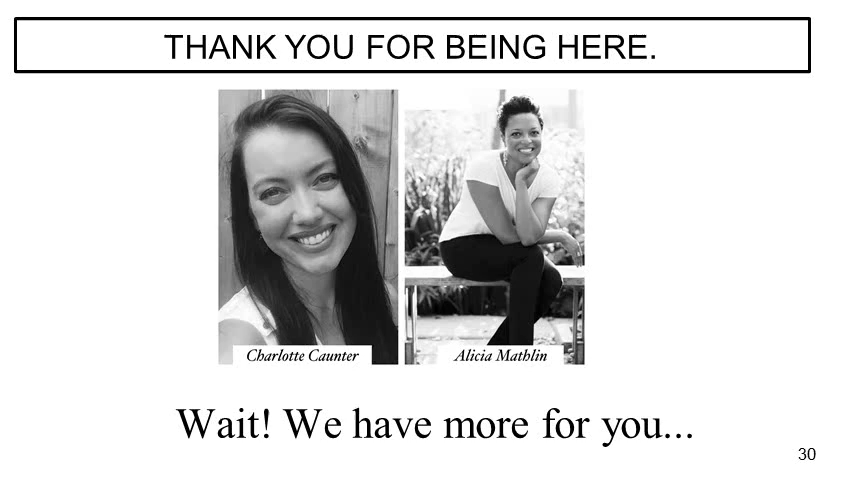 THANK YOU FOR BEING HERE.
Charlotte Caunter
Alicia Mathlin
Wait! We have more for you...
30